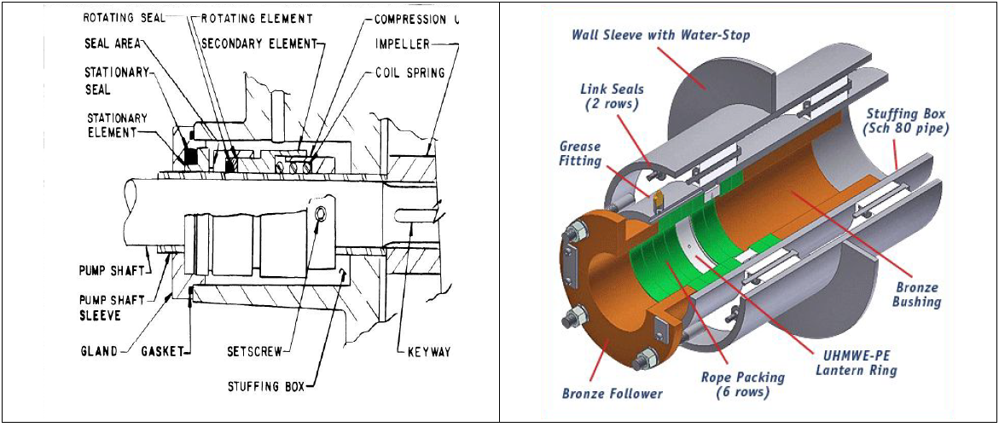 ROTATING SEAL
ROTATING ELEMENT
COMPRESSION
SEAL AREA
SECONDARY ELEMENT
IMPELLER
STATIONARY
SEAL
COIL SPRING
STATIONARY
ELEMENT
PUMP SHAFT
PUMP SHAFT
SLEEVE
GLAND
GASKET
SETSCREW
KEYWAY
STUFFING BOX
Wall Sleeve with Water-Stop
Link Seals
(2 rows)
Stuffing Box
(Sch 80 pipe)
Grease
Fitting
Bronze
Bushing
UHMWE-PE
Lantern Ring
Rope Packing
(6 rows)
Bronze Follower